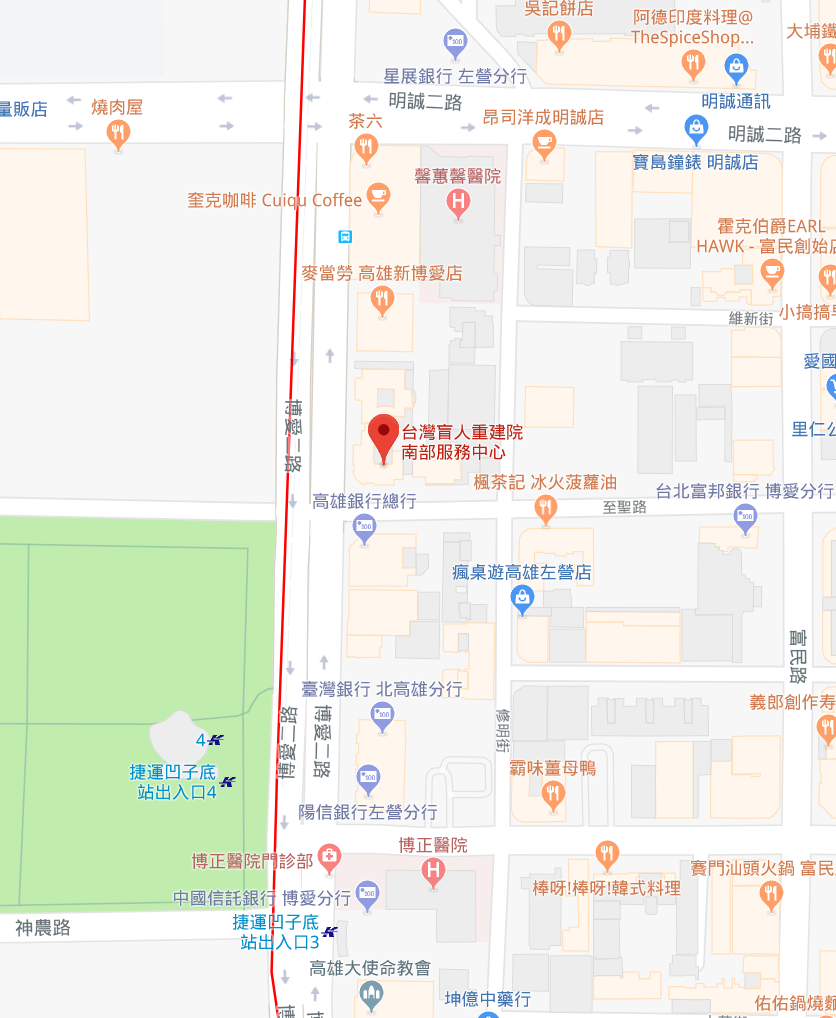 吳記餅店
阿德印度料理@
TheSpiceShop...
大埔鐵
星展銀行 左營分行
明誠二路
明誠通訊
量販店
燒肉屋
茶六
昂司洋成明誠店
明誠二路
寶島鐘錶 明誠店
馨蕙馨醫院
奎克咖啡 Cuiqu Coffee
霍克伯爵EARL
HAWK - 富民創始店
麥當勞 高雄新博愛店
維新街
小搞搞
愛國
博愛二路
里仁公
台灣盲人重建院
南部服務中心
楓茶記 冰火菠蘿油
台北富邦銀行 博愛分行
高雄銀行總行
至聖路
瘋桌遊高雄左營店
富民路
臺灣銀行 北高雄分行
義郎創作壽
博愛二路
博愛二路
修明街
4
捷運凹子底
站出入口4
霸味薑母鴨
陽信銀行左營分行
博正醫院
博正醫院門診部
賽門汕頭火鍋 富民
中國信託銀行 博愛分行
棒呀!棒呀!韓式料理
捷運凹子底
站出入口3
神農路
高雄大使命教會
坤億中藥行
佑佑鍋燒麵